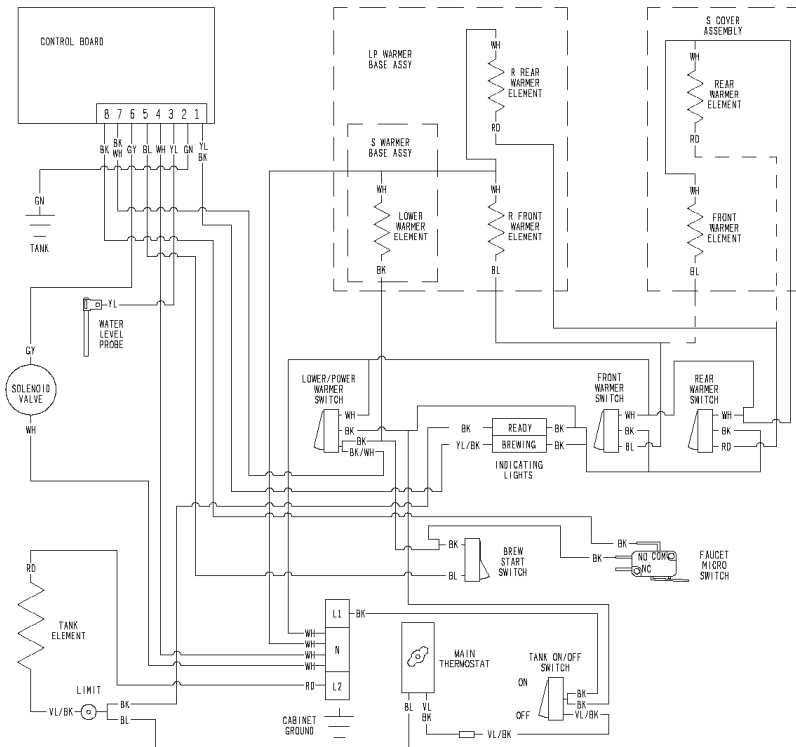 CONTROL BOARD
8 7 6 5 4 3 2 1
BK
BK
WH
GY
BL
WH
YL
GN
YL
BK
GN
TANK
YL
WATER
LEVEL
PROBE
GY
SOLENOID
VALVE
WH
LP WARMER
BASE ASSY
WH
R REAR
WARMER
ELEMENT
RD
S WARMER
BASE ASSY
WH
LOWER
WARMER
ELEMENT
BK
WH
R FRONT
WARMER
ELEMENT
BL
S COVER
ASSEMBLY
WH
REAR
WARMER
ELEMENT
RD
WH
FRONT
WARMER
ELEMENT
BL
LOWER/POWER
WARMER
SWITCH
WH
BK
BK
BK/WH
BK
READY
BK
YL/BK
BREWING
BK
INDICATING
LIGHTS
FRONT
WARMER
SWITCH
WH
BK
BL
REAR
WARMER
SWITCH
WH
BK
RD
BK
BL
BREW
START
SWITCH
BK
BK
NO COM
NC
FAUCET
MICRO
SWITCH
RD
TANK
ELEMENT
LIMIT
VL/BK
BK
BL
L1
BK
WH
WH
N
WH
WH
RD
L2
CABINET
GROUND
MAIN
THERMOSTAT
BL
VL
BK
VL/BK
TANK ON/OFF
SWITCH
ON
OFF
BK
BK
VL/BK